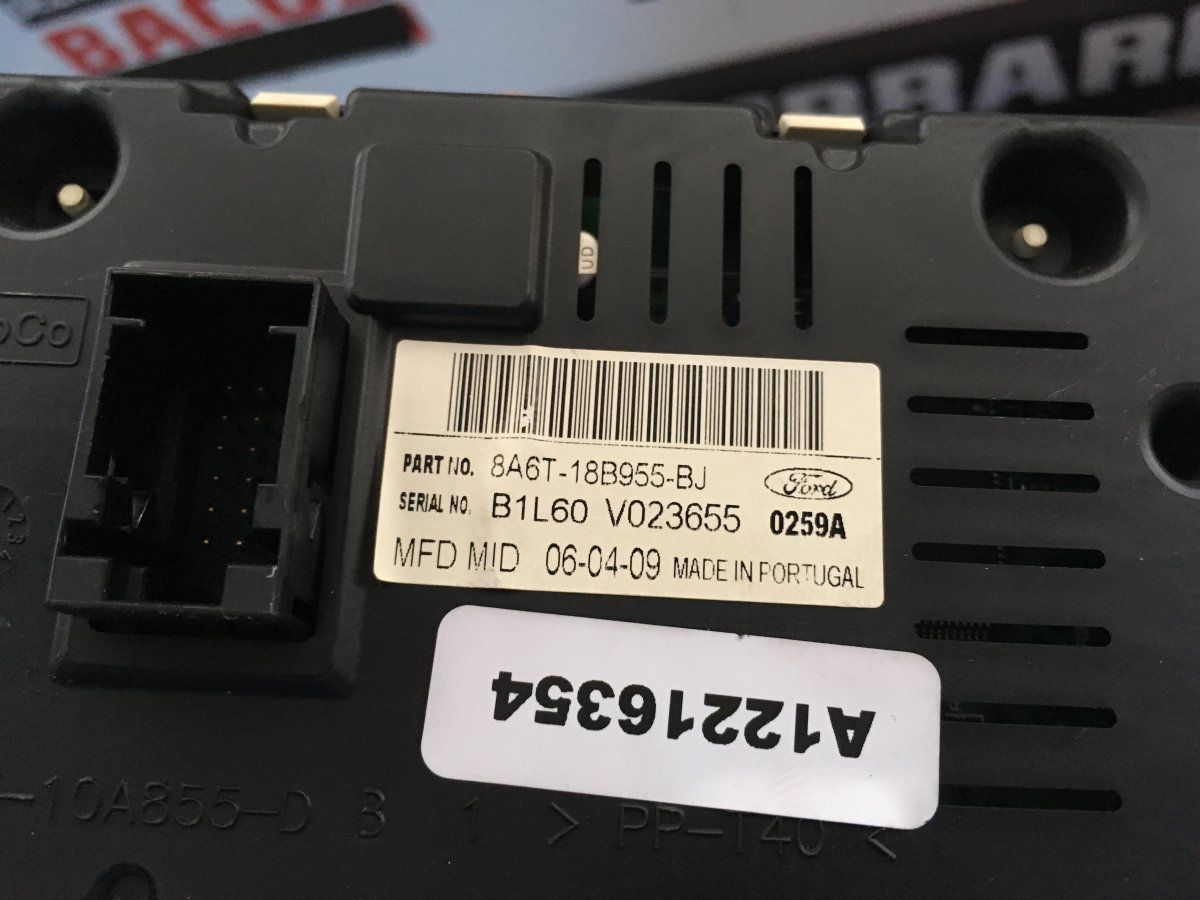 BACO
UD
PART NO. 8A6T-18B955-BJ
Ford
SERIAL NO. B1L60 V023655 0259A
MFD MID 06-04-09 MADE IN PORTUGAL
A12216354
-10A855-D B 1 > PP-T40 <